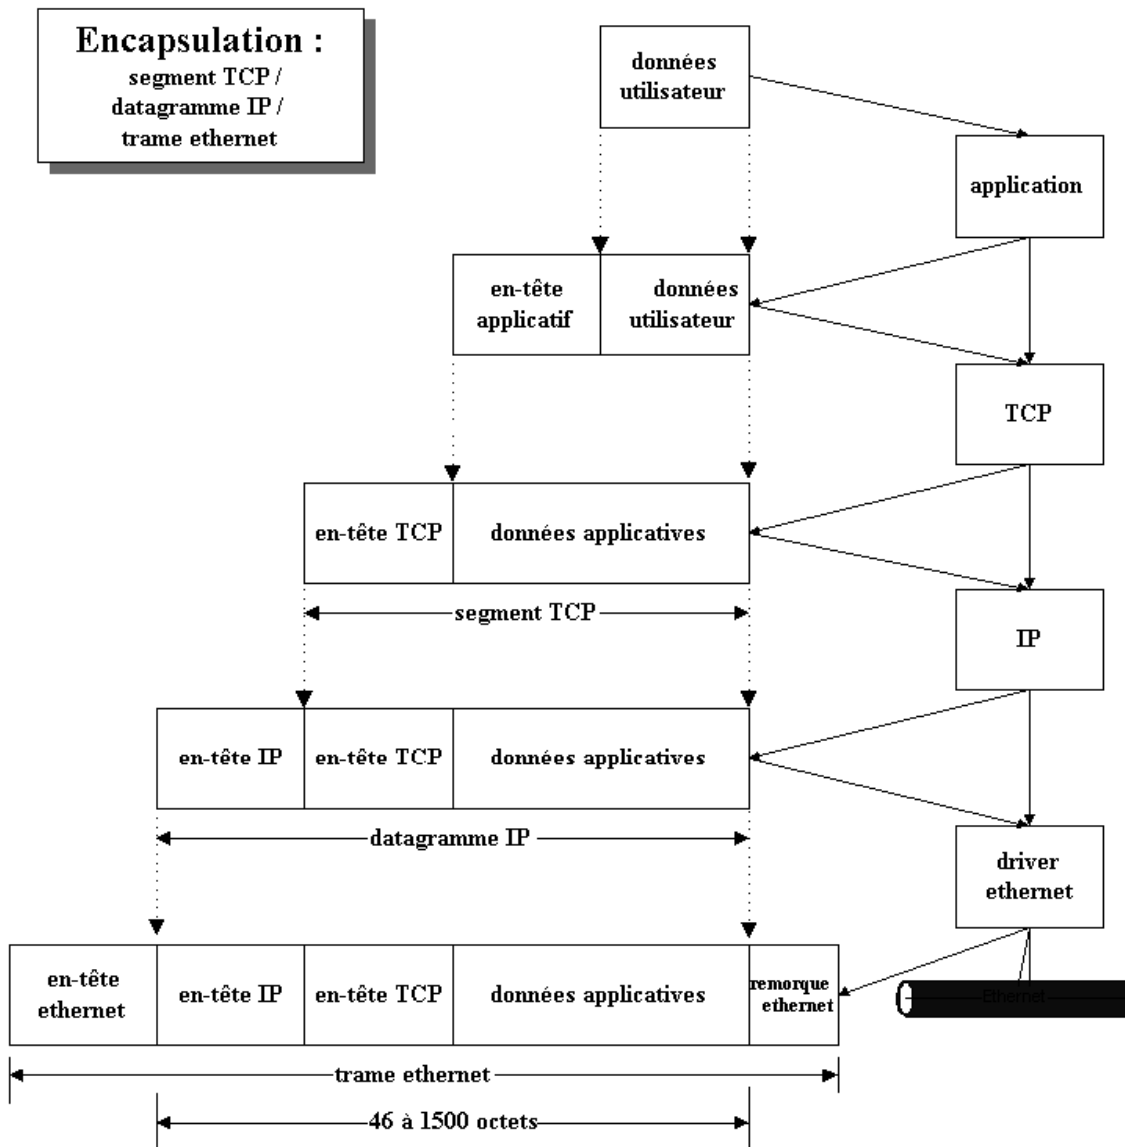 Encapsulation :
segment TCP /
datagramme IP /
trame ethernet
données
utilisateur
application
en-tête
applicatif
données
utilisateur
TCP
en-tête TCP
données applicatives
segment TCP
IP
en-tête IP
en-tête TCP
données applicatives
datagramme IP
driver
ethernet
en-tête
ethernet
en-tête IP
en-tête TCP
données applicatives
remorque
ethernet
Ethernet
trame ethernet
46 à 1500 octets